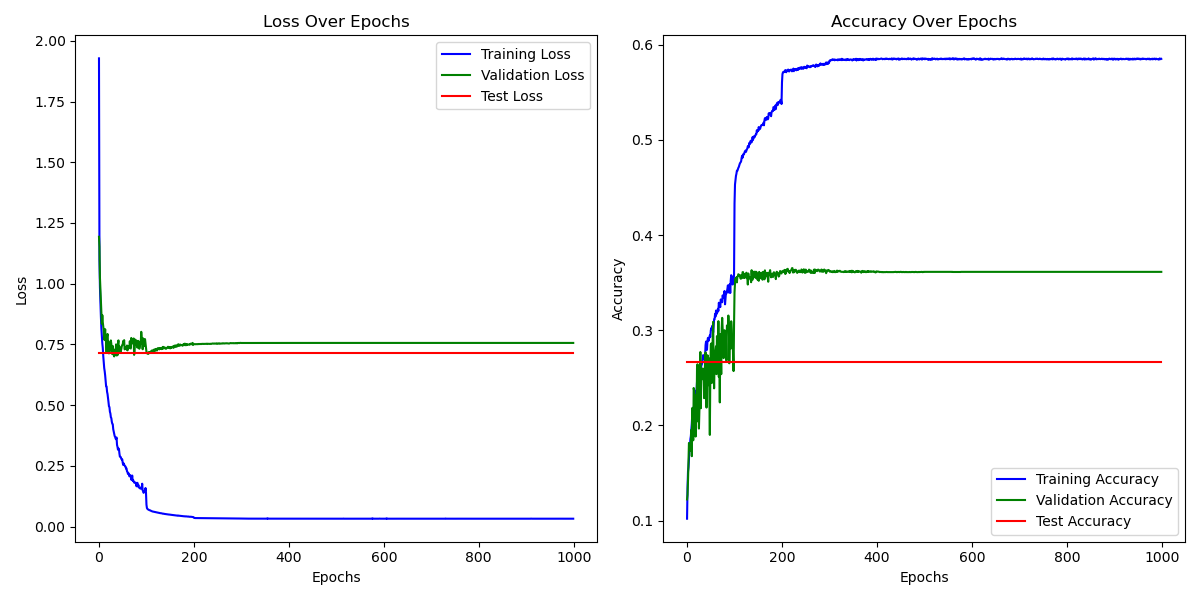 Loss Over Epochs
2.00
1.75
1.50
1.25
1.00
0.75
0.50
0.25
0.00
Loss
0
200
400
600
800
1000
Epochs
Training Loss
Validation Loss
Test Loss
Accuracy Over Epochs
0.6
0.5
0.4
0.3
0.2
0.1
Accuracy
0
200
400
600
800
1000
Epochs
Training Accuracy
Validation Accuracy
Test Accuracy